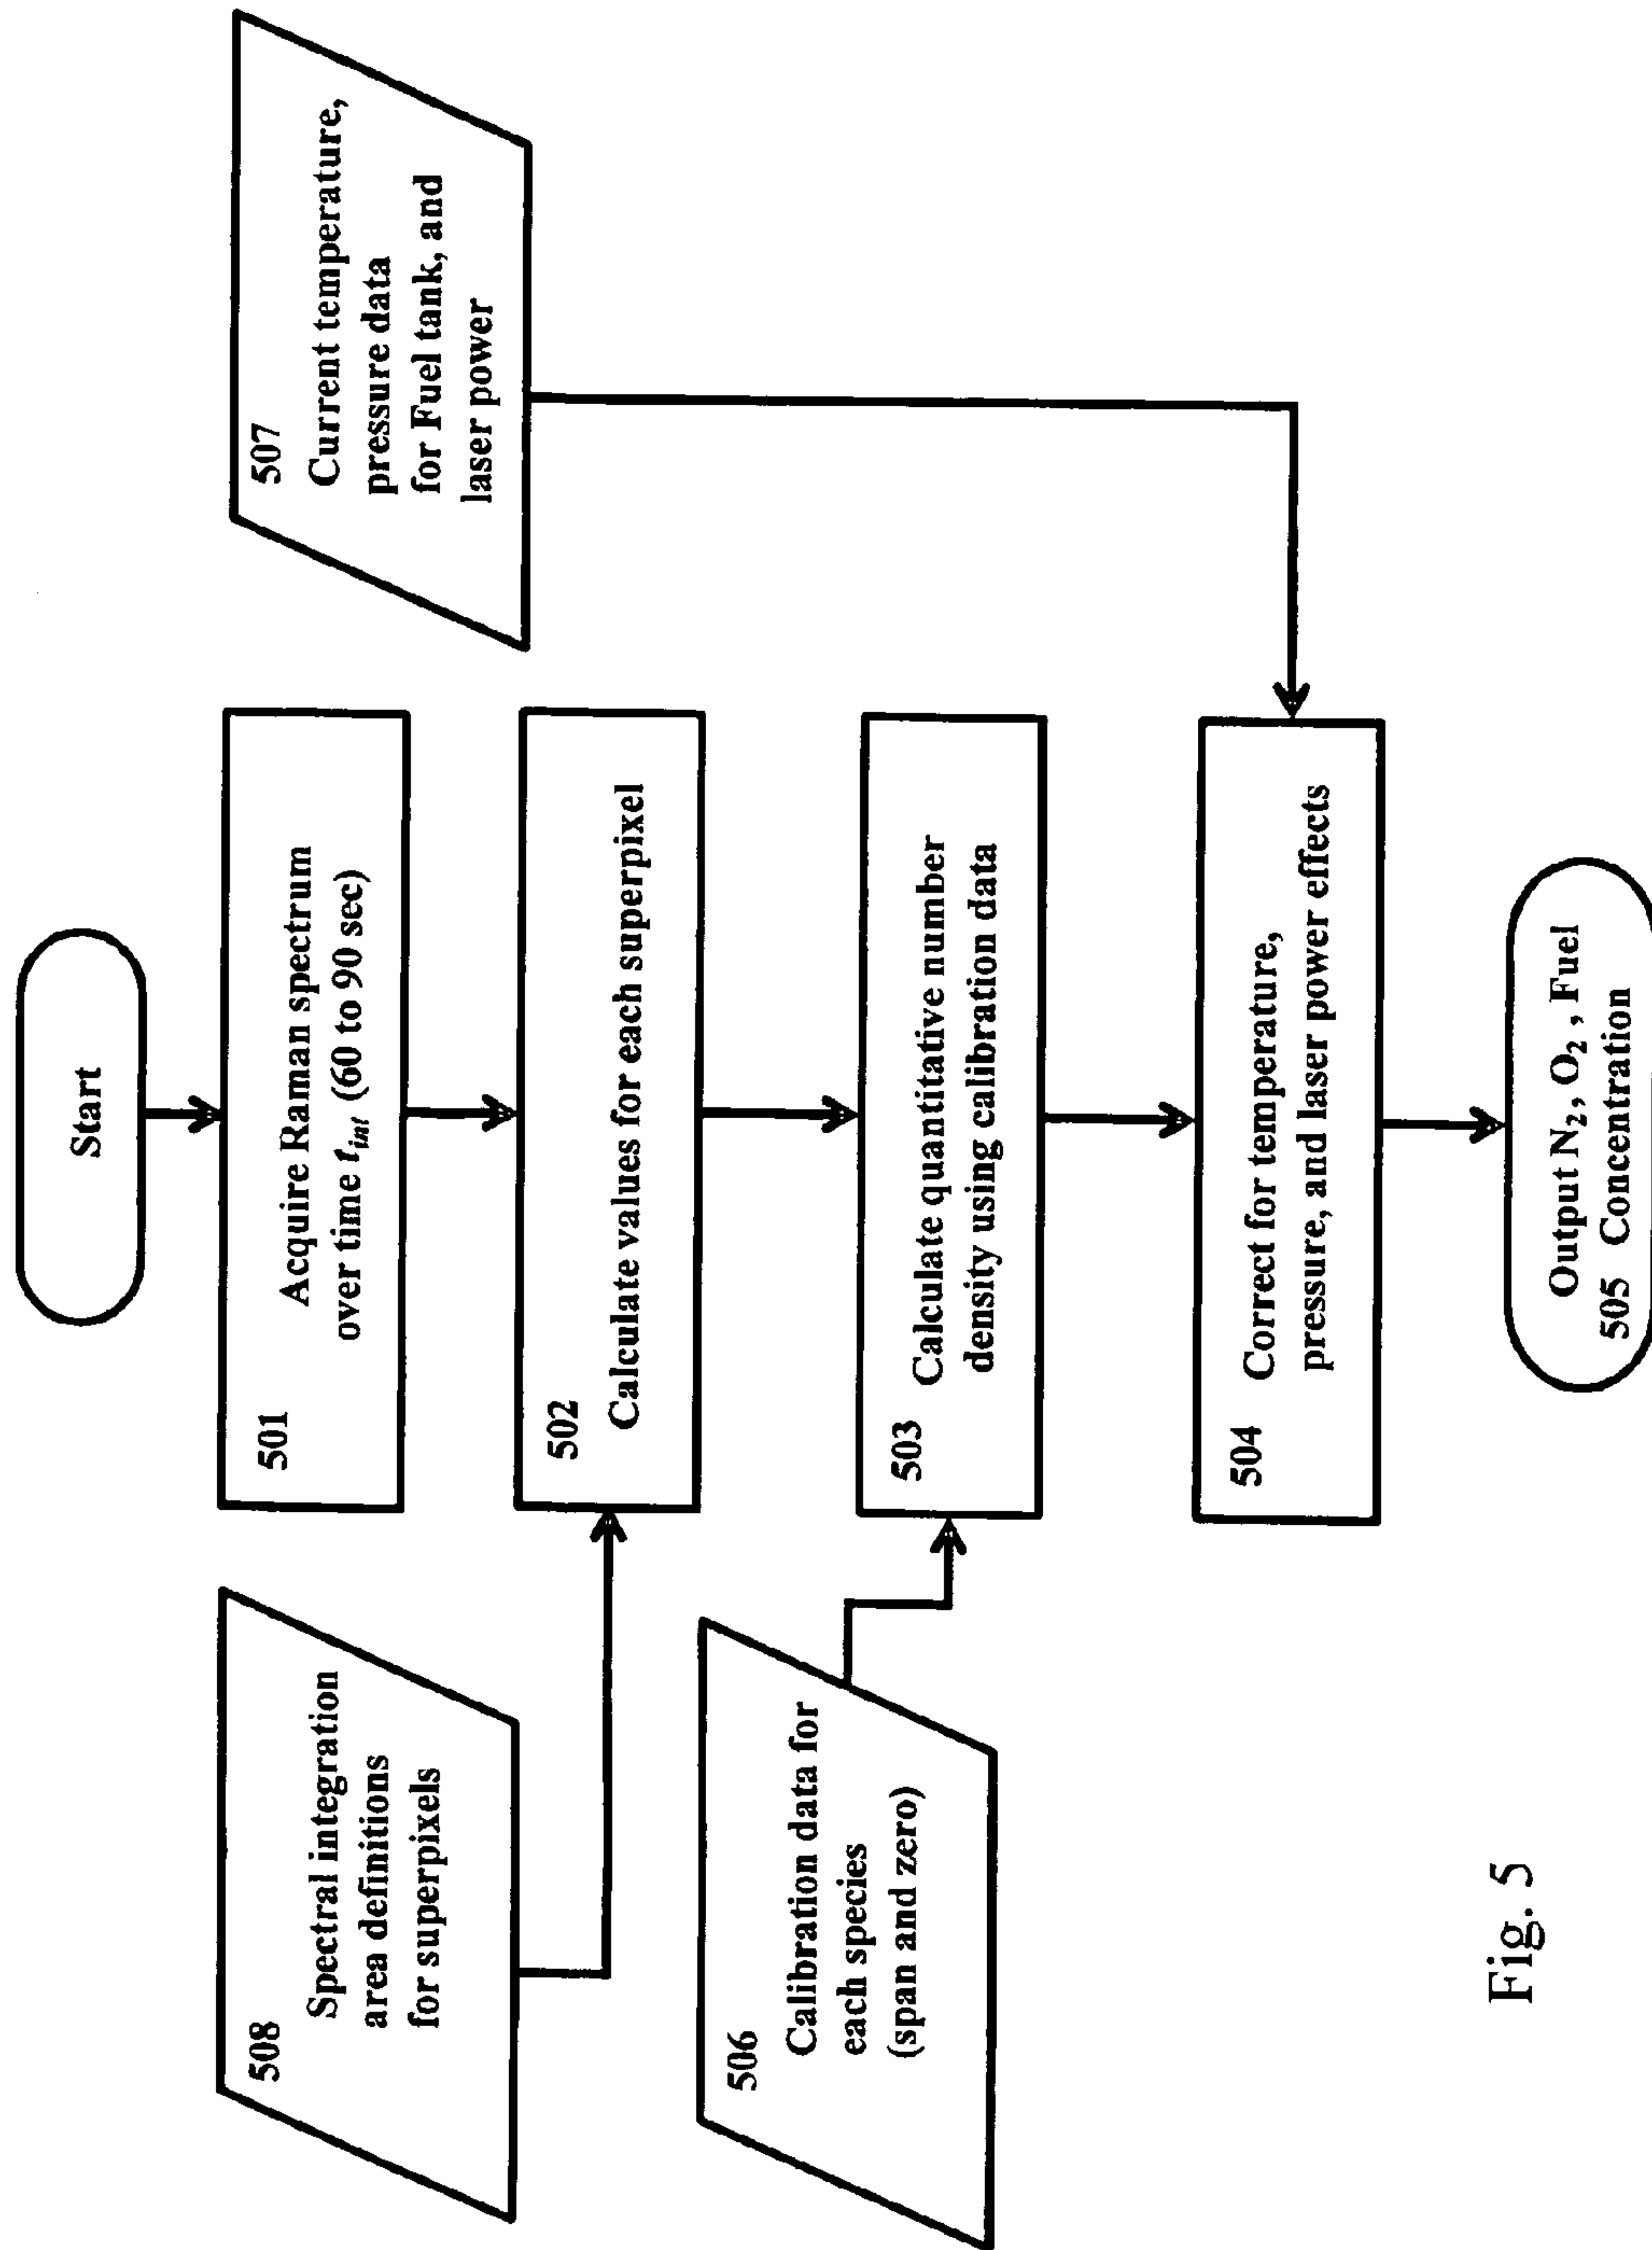 Start
501
Acquire Raman spectrum
over time t_int (60 to 90 sec)
508
Spectral integration
area definitions
for superpixels
502
Calculate values for each superpixel
506
Calibration data for
each species
(span and zero)
503
Calculate quantitative number
density using calibration data
507
Current temperature,
pressure data
for Fuel tank, and
laser power
504
Correct for temperature,
pressure, and laser power effects
Output N₂, O₂, Fuel
505 Concentration
Fig. 5